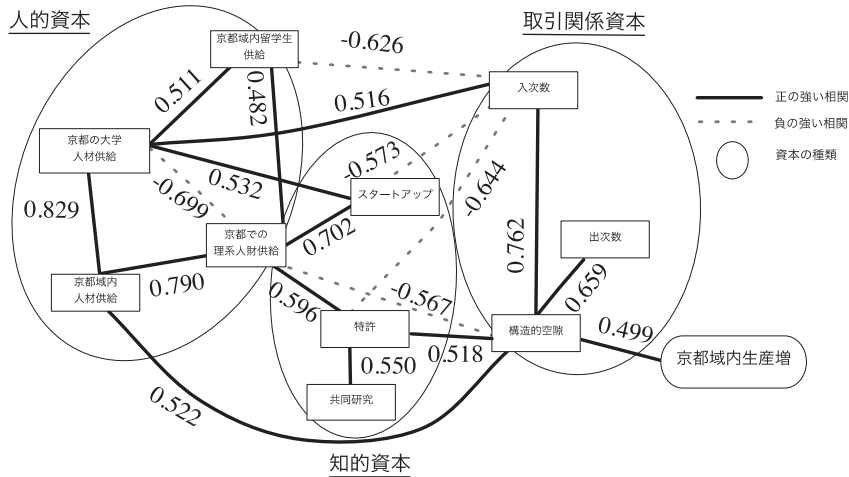 人的資本
取引関係資本
京都域内留学生
供給
-0.626
入次数
正の強い相関
負の強い相関
資本の種類
0.511
0.482
0.516
京都の大学
人材供給
-0.573
-0.699
0.532
スタートアップ
-0.644
0.829
京都での
理系人財供給
0.702
0.762
出次数
0.790
京都域内
人材供給
0.596
-0.567
0.659
特許
構造的空隙
0.499
0.518
京都域内生産増
0.550
共同研究
0.522
知的資本